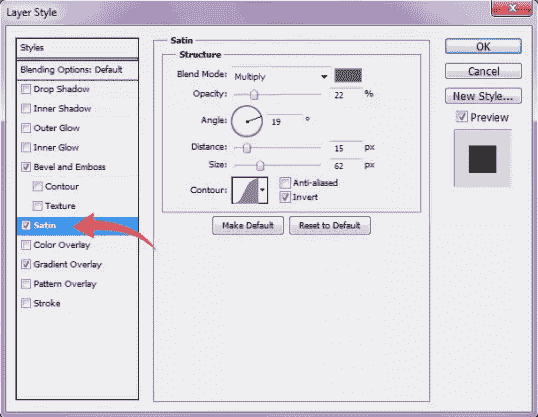 Layer Style
Styles
Blending Options: Default
Drop Shadow
Inner Shadow
Outer Glow
Inner Glow
Bevel and Emboss
Contour
Texture
Satin
Color Overlay
Gradient Overlay
Pattern Overlay
Stroke
Satin
Structure
Blend Mode: Multiply
Opacity: 22 %
Angle: 19 °
Distance: 15 px
Size: 62 px
Contour: Anti-aliased
Invert
Make Default Reset to Default
OK
Cancel
New Style...
Preview